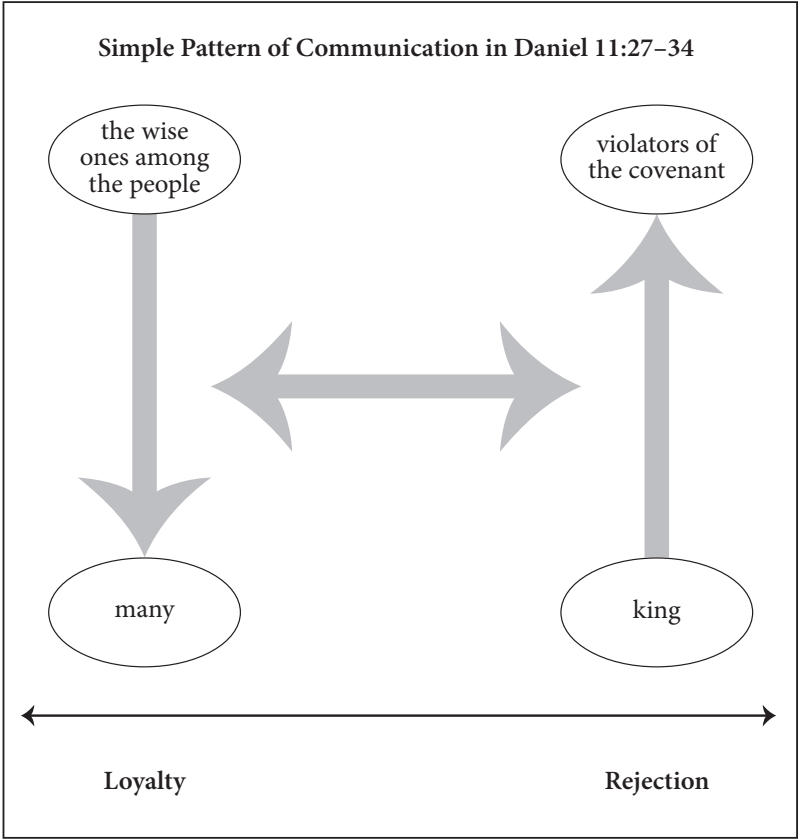 Simple Pattern of Communication in Daniel 11:27–34
the wise
ones among
the people
violators of
the covenant
many
king
Loyalty
Rejection